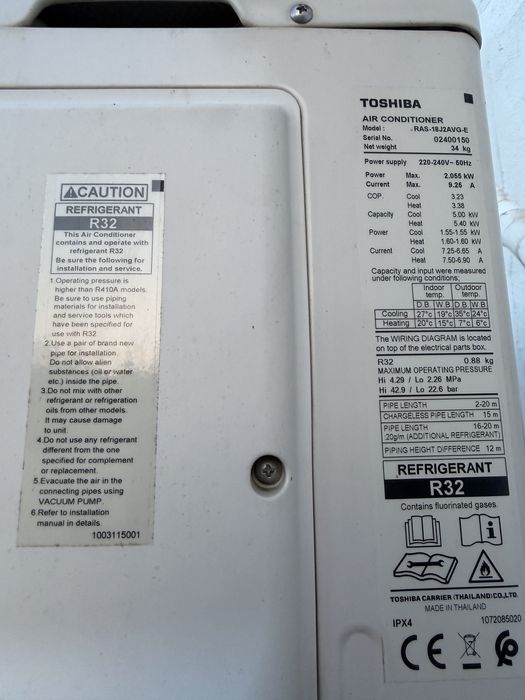 CAUTION
REFRIGERANT
R32
This Air Conditioner
contains and operate with
refrigerant R32
Be sure the following for
installation and service.
1.Operating pressure is
higher than R410A models.
Be sure to use piping
materials for installation
and service tools which
have been specified for
use with R32.
2.Use a pair of brand new
pipe for installation.
Do not allow alien
substances (oil or water
etc.) inside the pipe.
3.Do not mix with other
refrigerant or refrigeration
oils from other models.
It may cause damage
to unit.
4.Do not use any refrigerant
different from the one
specified for complement
or replacement.
5.Evacuate the air in the
connecting pipes using
VACUUM PUMP.
6.Refer to installation
manual in details.
1003115001
TOSHIBA
AIR CONDITIONER
Model : RAS-18J2AVG-E
Serial No. 02400150
Net weight 34 kg
Power supply 220-240V~ 50Hz
Power Max. 2.055 kW
Current Max. 9.25 A
COP Cool 3.23
Heat 3.38
Capacity Cool 5.00 kW
Heat 5.40 kW
Power Cool 1.55-1.55 kW
Heat 1.60-1.60 kW
Current Cool 7.25-6.65 A
Heat 7.50-6.90 A
Capacity and input were measured
under following conditions;
Indoor temp. Outdoor temp.
D.B. W.B. D.B. W.B.
Cooling 27°c 19°c 35°c 24°c
Heating 20°c 15°c 7°c 6°c
The WIRING DIAGRAM is located
on top of the electrical parts box.
R32 0.88 kg
MAXIMUM OPERATING PRESSURE
Hi 4.29 / Lo 2.26 MPa
Hi 42.9 / Lo 22.6 bar
PIPE LENGTH 2-20 m
CHARGELESS PIPE LENGTH 15 m
PIPE LENGTH 16-20 m
20g/m (ADDITIONAL REFRIGERANT)
PIPING HEIGHT DIFFERENCE 12 m
REFRIGERANT
R32
Contains fluorinated gases.
TOSHIBA CARRIER (THAILAND) CO.,LTD.
MADE IN THAILAND
IPX4 1072085020
CE